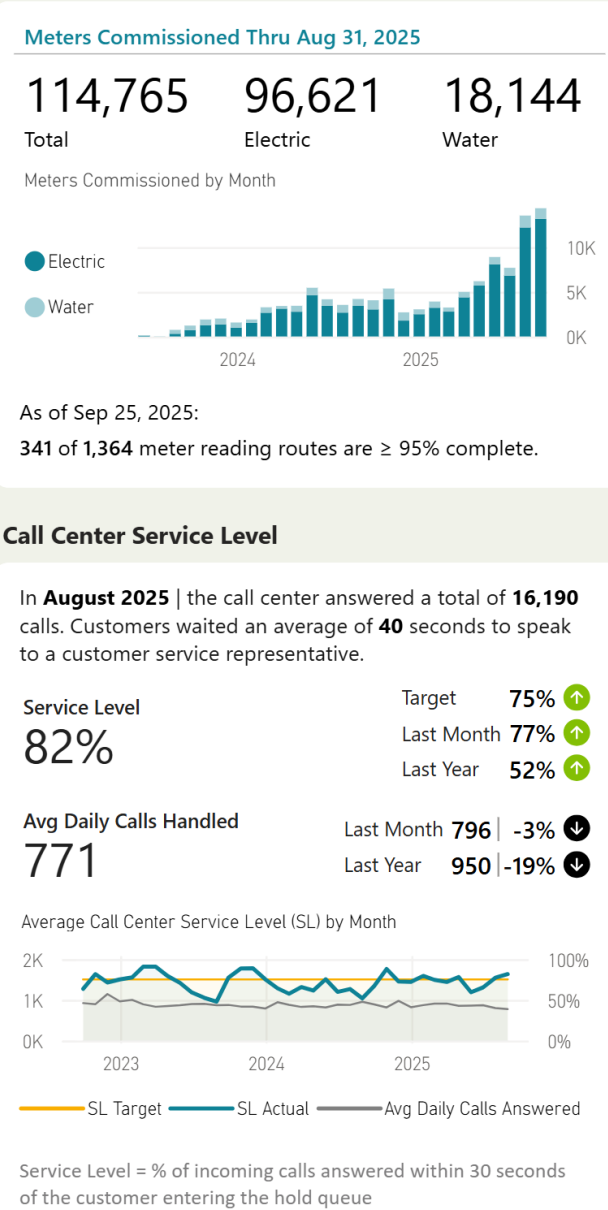 Meters Commissioned Thru Aug 31, 2025
114,765 96,621 18,144
Total Electric Water
Meters Commissioned by Month
Electric
Water
10K
5K
0K
2024 2025
As of Sep 25, 2025:
341 of 1,364 meter reading routes are ≥ 95% complete.
Call Center Service Level
In August 2025 | the call center answered a total of 16,190
calls. Customers waited an average of 40 seconds to speak
to a customer service representative.
Service Level
82%
Target 75%
Last Month 77%
Last Year 52%
Avg Daily Calls Handled
771
Last Month 796 | -3%
Last Year 950 | -19%
Average Call Center Service Level (SL) by Month
2K 100%
1K 50%
0K 0%
2023 2024 2025
SL Target SL Actual Avg Daily Calls Answered
Service Level = % of incoming calls answered within 30 seconds
of the customer entering the hold queue